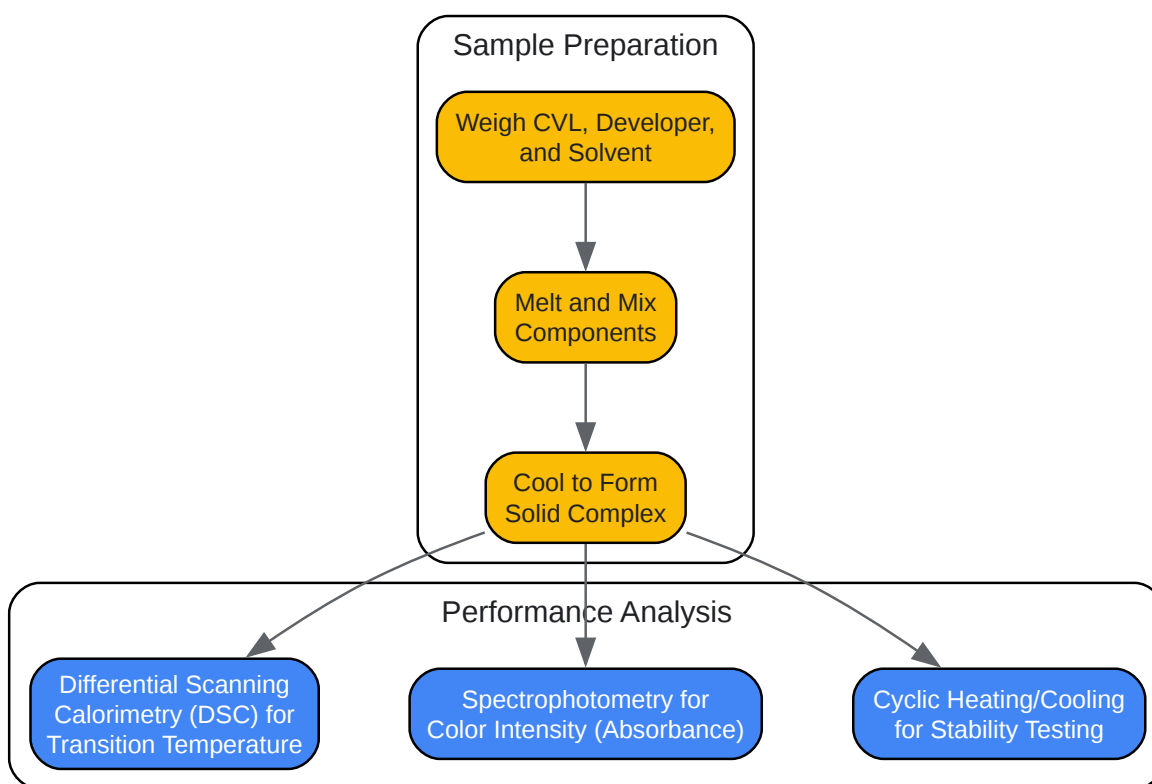 Sample Preparation
Weigh CVL, Developer,
and Solvent
Melt and Mix
Components
Cool to Form
Solid Complex
Performance Analysis
Differential Scanning
Calorimetry (DSC) for
Transition Temperature
Spectrophotometry for
Color Intensity (Absorbance)
Cyclic Heating/Cooling
for Stability Testing